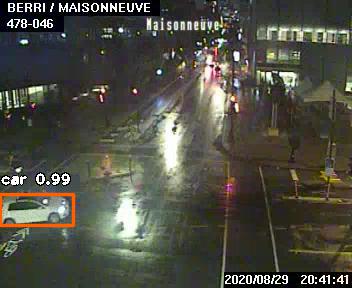 BERRI / MAISONNEUVE
478-046
Maisonneuve
car 0.99
2020/08/29 20:41:41